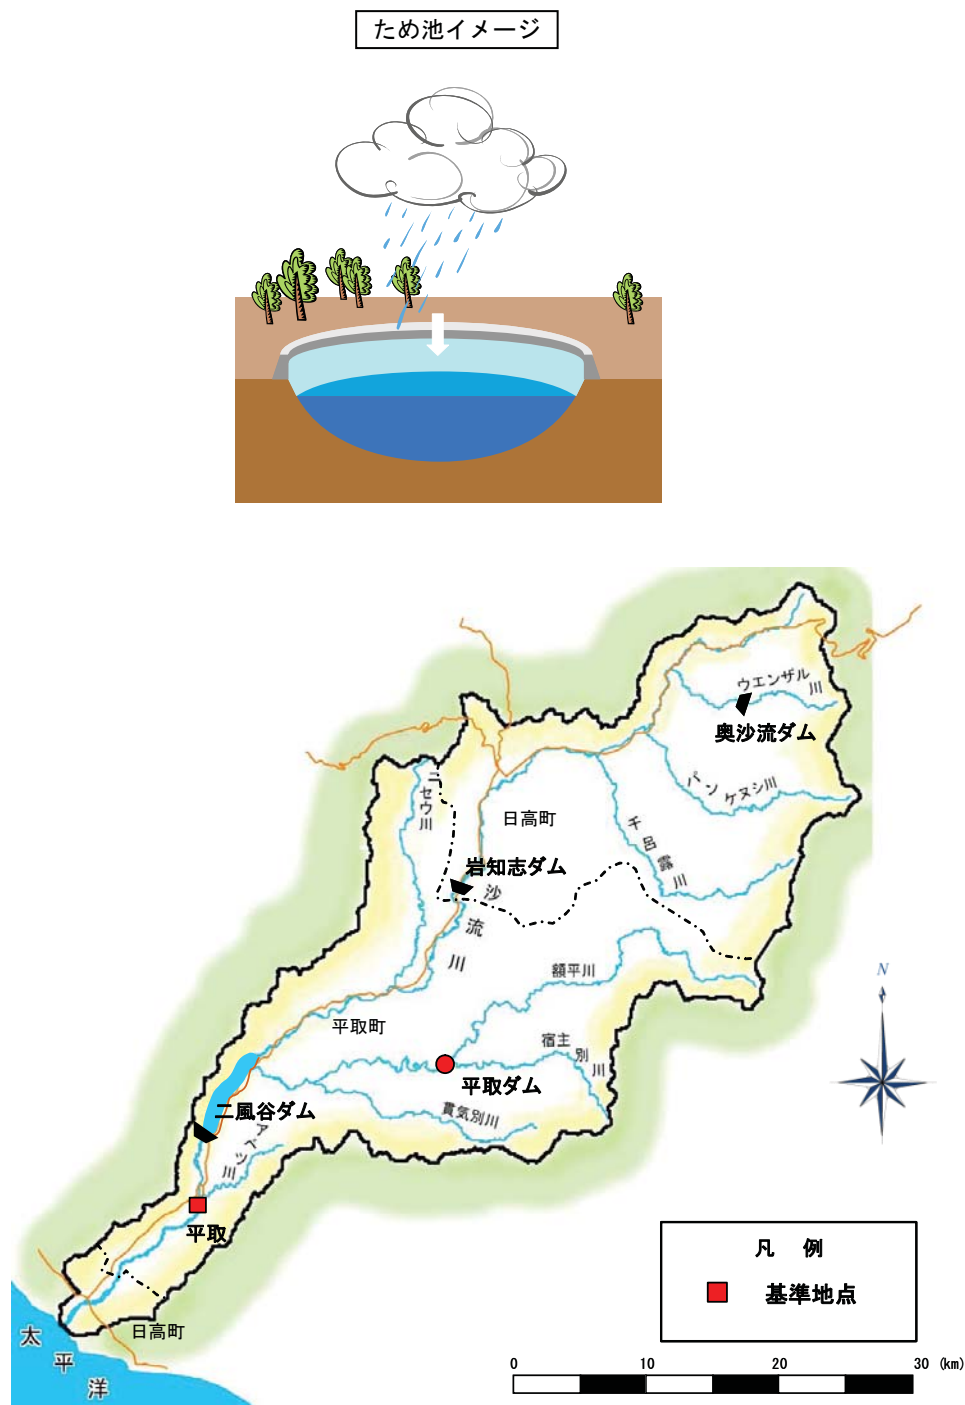 ため池イメージ
ウエンザル川
奥沙流ダム
パンケヌシ川
ニセウ川
日高町
千呂露川
岩知志ダム
沙流川
額平川
N
平取町
宿主別川
平取ダム
二風谷ダム
貫気別川
アベツ川
平取
凡 例
基準地点
日高町
太平洋
0 10 20 30 (km)